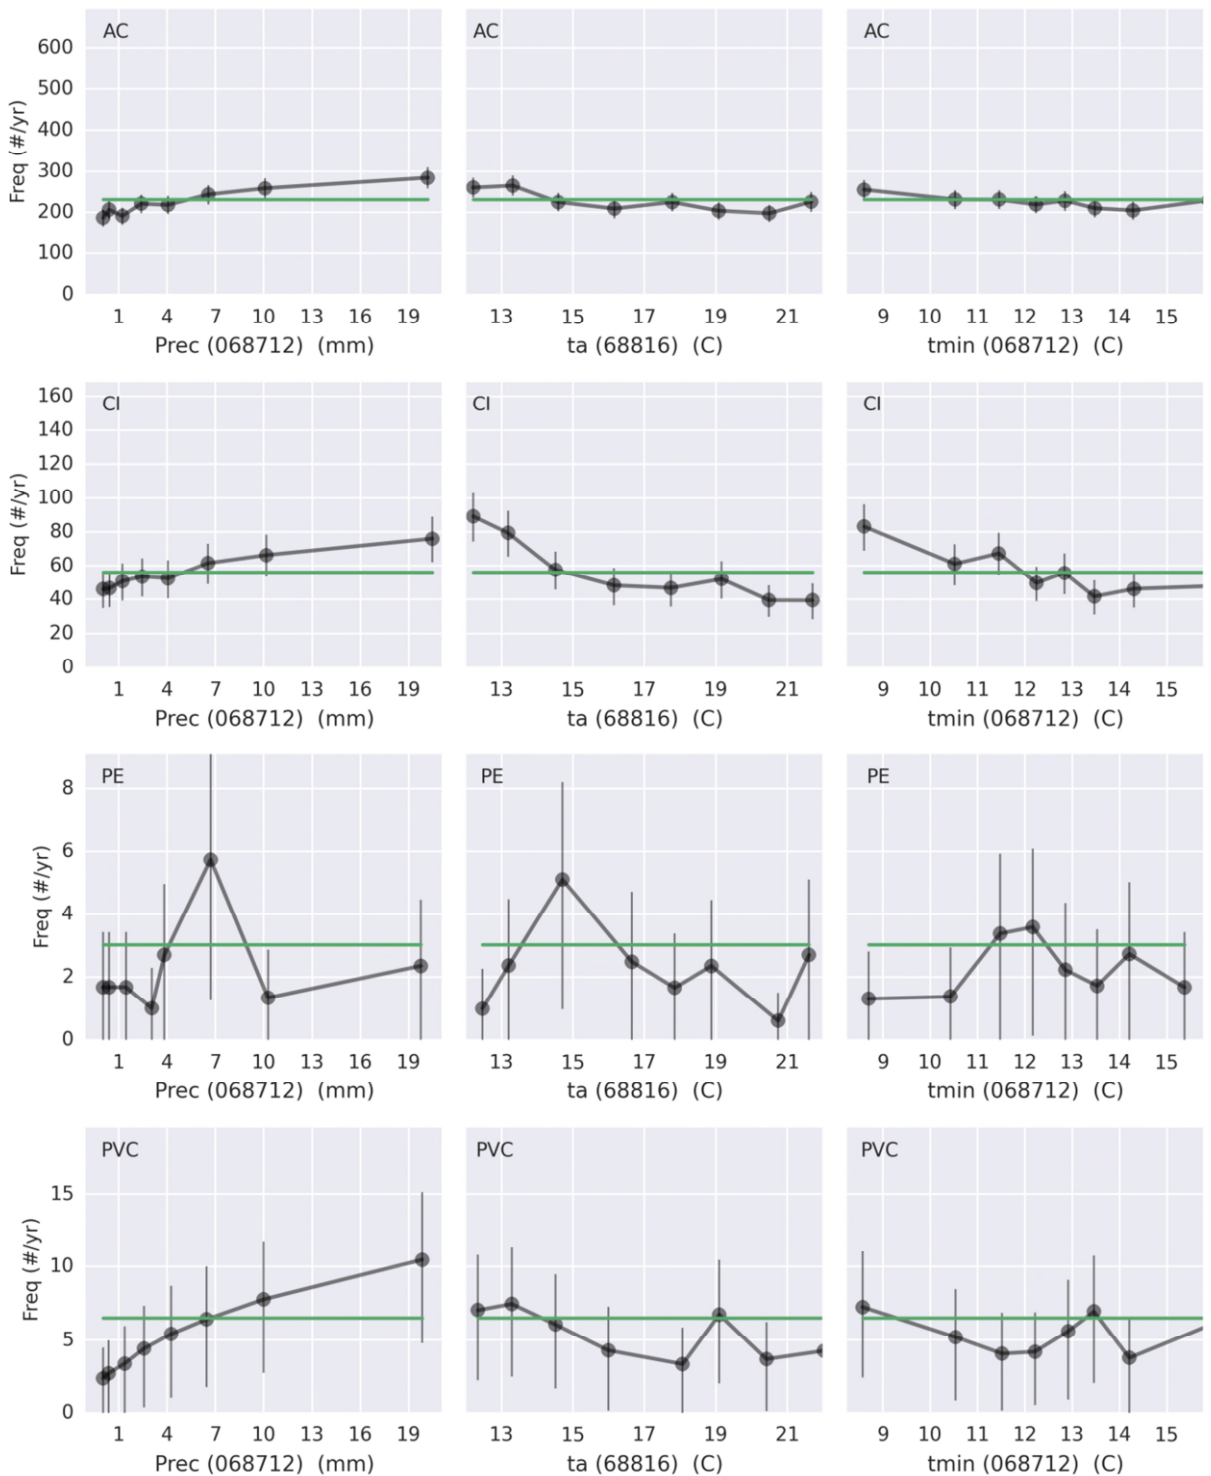 AC AC AC
600
500
400
300
200
100
0
Freq (#/yr)
1 4 7 10 13 16 19 13 15 17 19 21 9 10 11 12 13 14 15
Prec (068712) (mm) ta (68816) (C) tmin (068712) (C)
CI CI CI
160
140
120
100
80
60
40
20
0
Freq (#/yr)
1 4 7 10 13 16 19 13 15 17 19 21 9 10 11 12 13 14 15
Prec (068712) (mm) ta (68816) (C) tmin (068712) (C)
PE PE PE
8
6
4
2
0
Freq (#/yr)
1 4 7 10 13 16 19 13 15 17 19 21 9 10 11 12 13 14 15
Prec (068712) (mm) ta (68816) (C) tmin (068712) (C)
PVC PVC PVC
15
10
5
0
Freq (#/yr)
1 4 7 10 13 16 19 13 15 17 19 21 9 10 11 12 13 14 15
Prec (068712) (mm) ta (68816) (C) tmin (068712) (C)